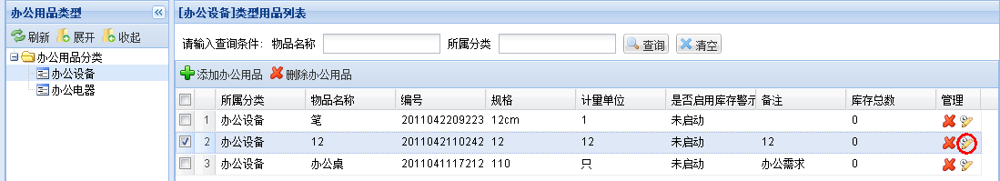 办公用品类型
刷新 展开 收起
办公用品分类
办公设备
办公电器
[办公设备]类型用品列表
请输入查询条件: 物品名称 所属分类 查询 清空
添加办公用品 删除办公用品
所属分类 物品名称 编号 规格 计量单位 是否启用库存警示 备注 库存总数 管理
1 办公设备 笔 2011042209223 12cm 1 未启动 0
2 办公设备 12 2011042110242 12 12 未启动 12 0
3 办公设备 办公桌 2011041117212 110 只 未启动 办公需求 0